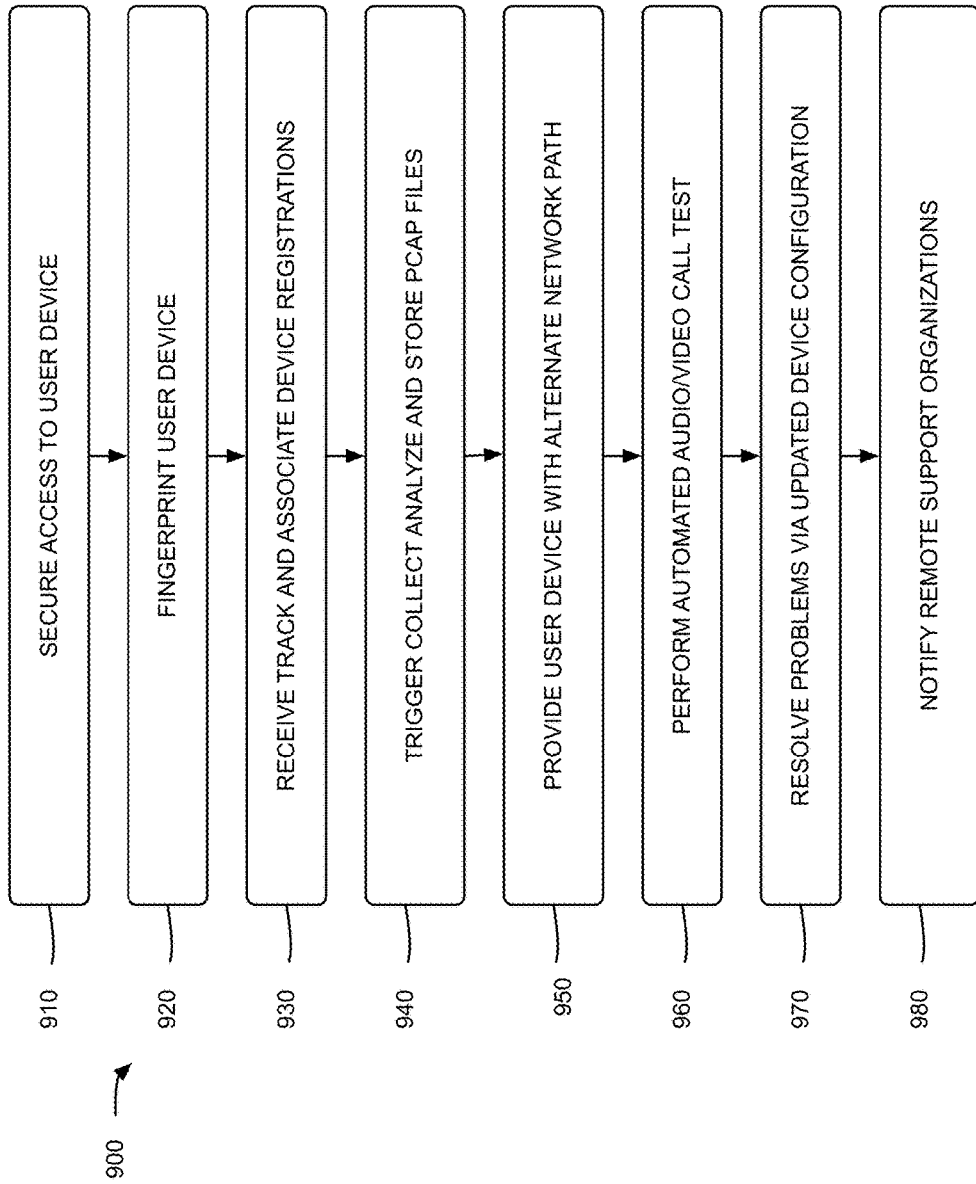 900
910
SECURE ACCESS TO USER DEVICE
920
FINGERPRINT USER DEVICE
930
RECEIVE TRACK AND ASSOCIATE DEVICE REGISTRATIONS
940
TRIGGER COLLECT ANALYZE AND STORE PCAP FILES
950
PROVIDE USER DEVICE WITH ALTERNATE NETWORK PATH
960
PERFORM AUTOMATED AUDIO/VIDEO CALL TEST
970
RESOLVE PROBLEMS VIA UPDATED DEVICE CONFIGURATION
980
NOTIFY REMOTE SUPPORT ORGANIZATIONS